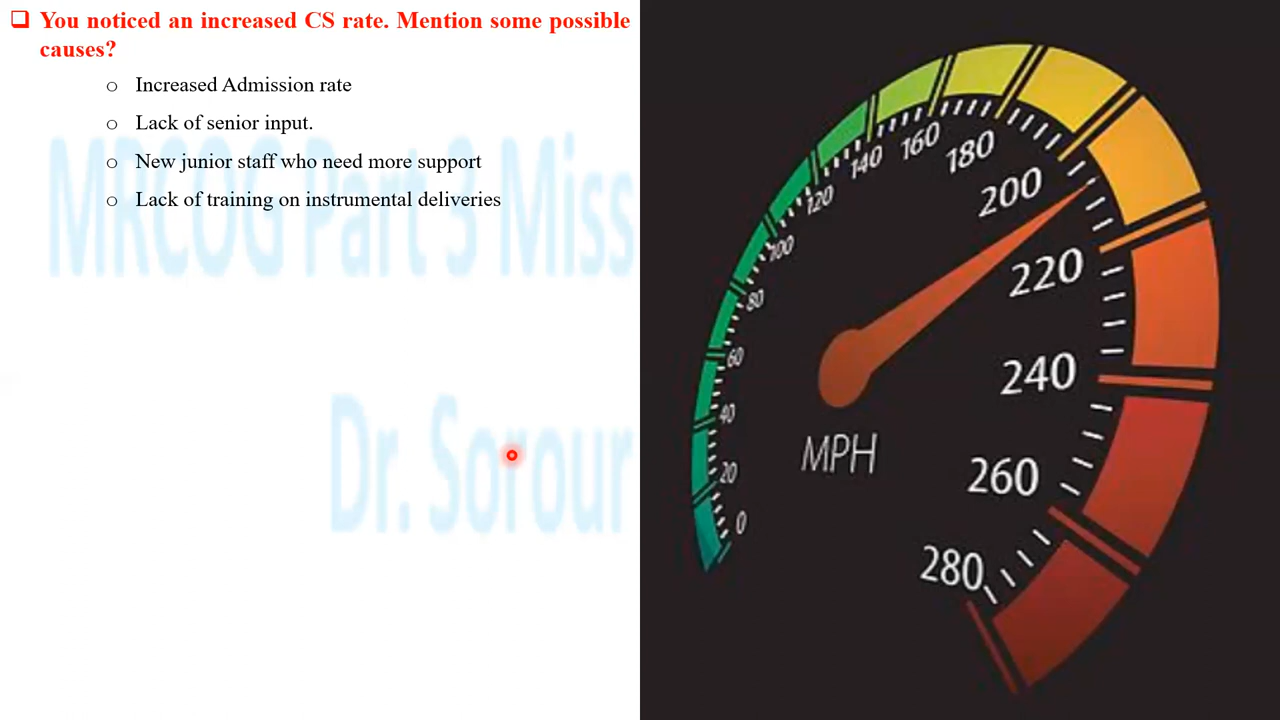 ❑ You noticed an increased CS rate. Mention some possible
causes?
o Increased Admission rate
o Lack of senior input.
o New junior staff who need more support
o Lack of training on instrumental deliveries
MRCOG Part 3 Miss
Dr. Sorour
0
20
40
60
80
100
120
140
160
180
200
220
240
260
280
MPH